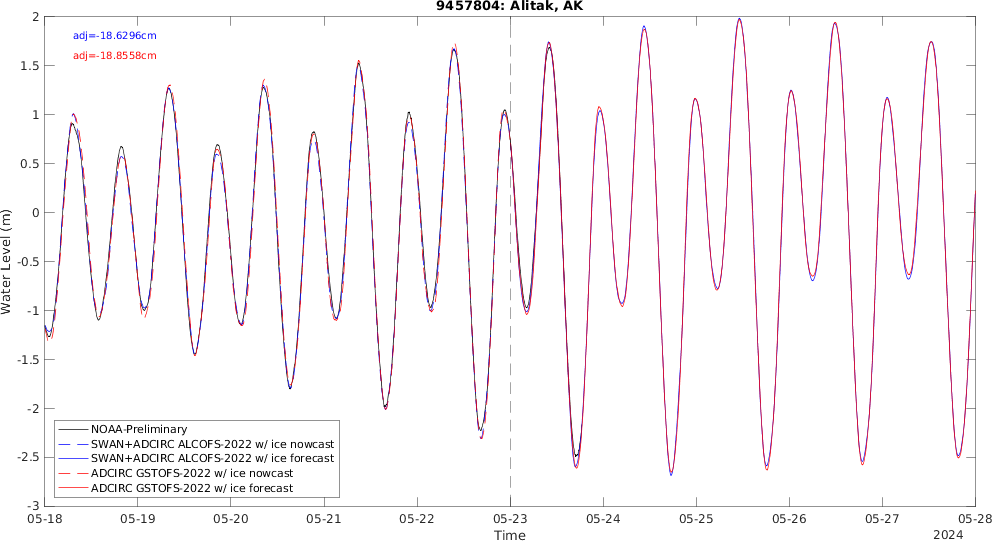 9457804: Alitak, AK
adj=-18.6296cm
adj=-18.8558cm
Water Level (m)
2
1.5
1
0.5
0
-0.5
-1
-1.5
-2
-2.5
-3
NOAA-Preliminary
SWAN+ADCIRC ALCOFS-2022 w/ ice nowcast
SWAN+ADCIRC ALCOFS-2022 w/ ice forecast
ADCIRC GSTOFS-2022 w/ ice nowcast
ADCIRC GSTOFS-2022 w/ ice forecast
05-18 05-19 05-20 05-21 05-22 05-23 05-24 05-25 05-26 05-27 05-28
Time
2024